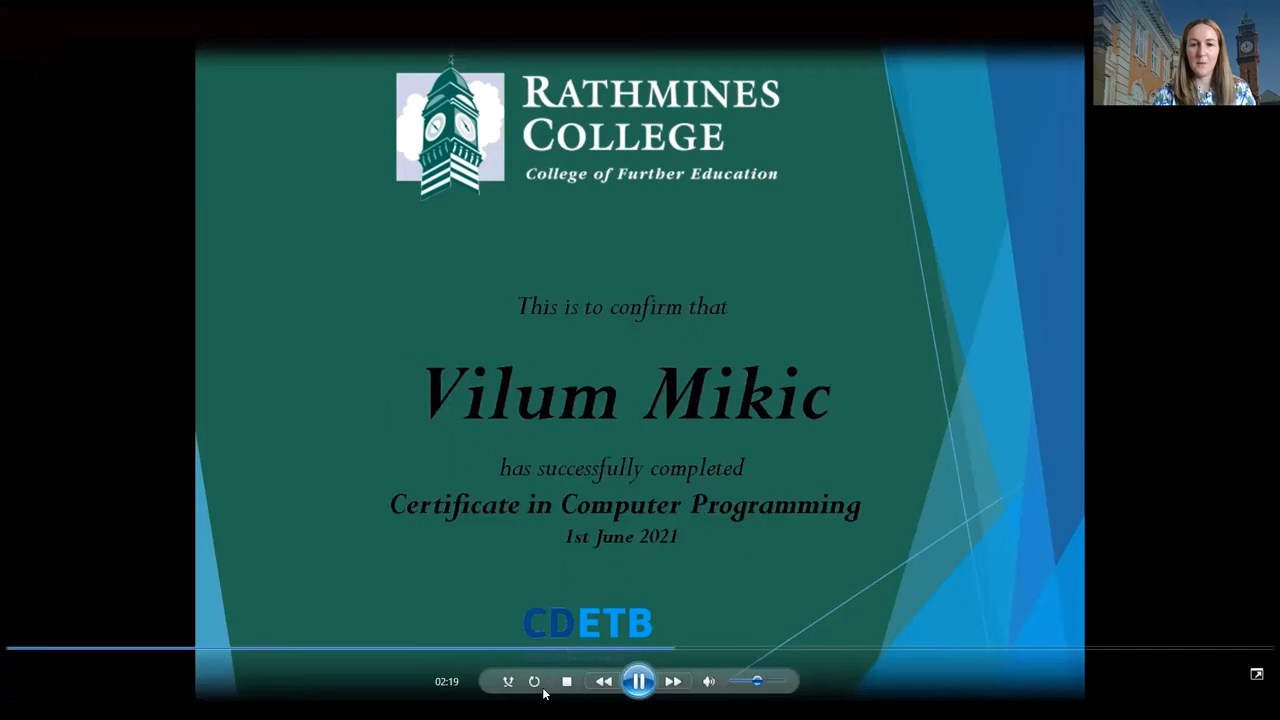 RATHMINES
COLLEGE
College of Further Education
This is to confirm that
Vilum Mikic
has successfully completed
Certificate in Computer Programming
1st June 2021
CDETB
02:19